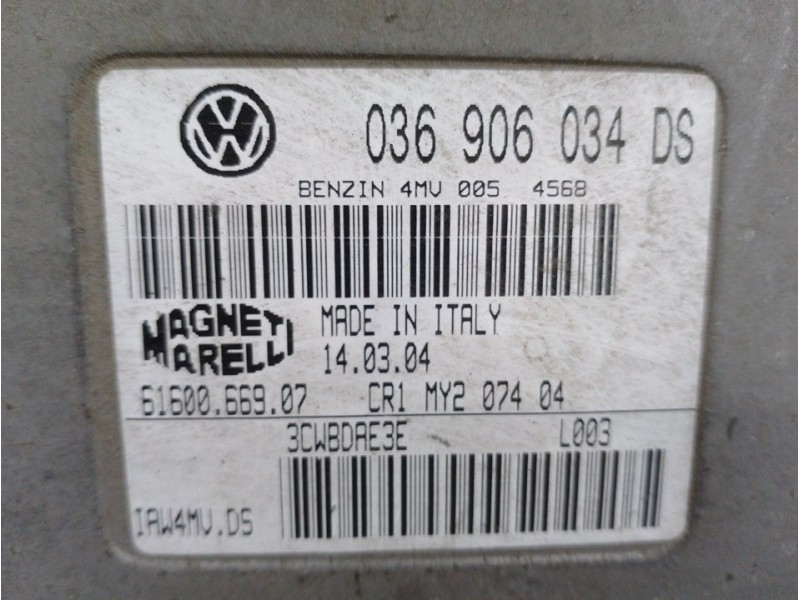 036 906 034 DS
BENZIN 4MV 005 4568
MAGNETI MARELLI
MADE IN ITALY
14.03.04
61600.669.07 CR1 MY2 074 04
3CWBDAE3E L003
IAW4MV.DS